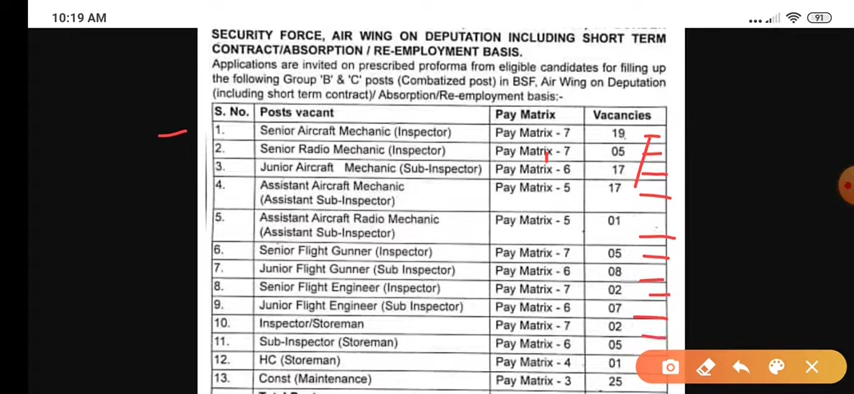 10:19 AM
91
SECURITY FORCE, AIR WING ON DEPUTATION INCLUDING SHORT TERM
CONTRACT/ABSORPTION / RE-EMPLOYMENT BASIS.
Applications are invited on prescribed proforma from eligible candidates for filling up
the following Group 'B' & 'C' posts (Combatized post) in BSF, Air Wing on Deputation
(including short term contract)/ Absorption/Re-employment basis:-
S. No. Posts vacant Pay Matrix Vacancies
1. Senior Aircraft Mechanic (Inspector) Pay Matrix - 7 19
2. Senior Radio Mechanic (Inspector) Pay Matrix - 7 05
3. Junior Aircraft Mechanic (Sub-Inspector) Pay Matrix - 6 17
4. Assistant Aircraft Mechanic Pay Matrix - 5 17
(Assistant Sub-Inspector)
5. Assistant Aircraft Radio Mechanic Pay Matrix - 5 01
(Assistant Sub-Inspector)
6. Senior Flight Gunner (Inspector) Pay Matrix - 7 05
7. Junior Flight Gunner (Sub Inspector) Pay Matrix - 6 08
8. Senior Flight Engineer (Inspector) Pay Matrix - 7 02
9. Junior Flight Engineer (Sub Inspector) Pay Matrix - 6 07
10. Inspector/Storeman Pay Matrix - 7 02
11. Sub-Inspector (Storeman) Pay Matrix - 6 05
12. HC (Storeman) Pay Matrix - 4 01
13. Const (Maintenance) Pay Matrix - 3 25